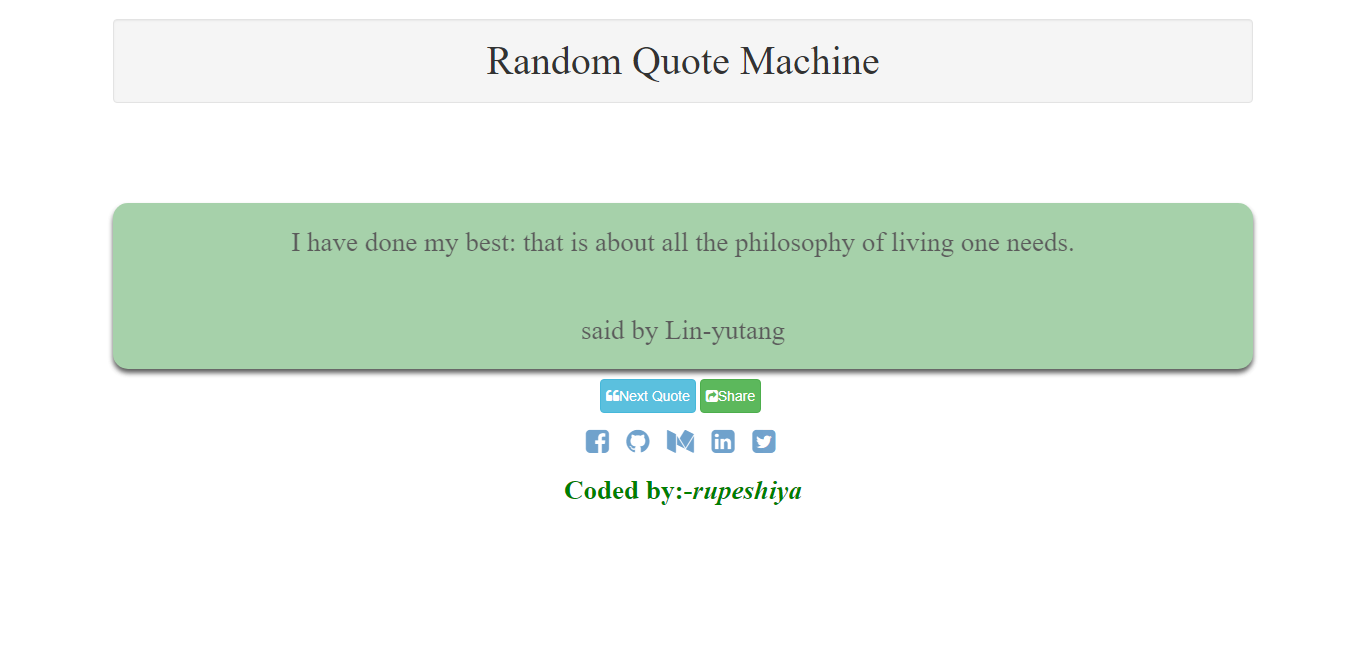 Random Quote Machine
I have done my best: that is about all the philosophy of living one needs.
said by Lin-yutang
Next Quote Share
Coded by:-rupeshiya